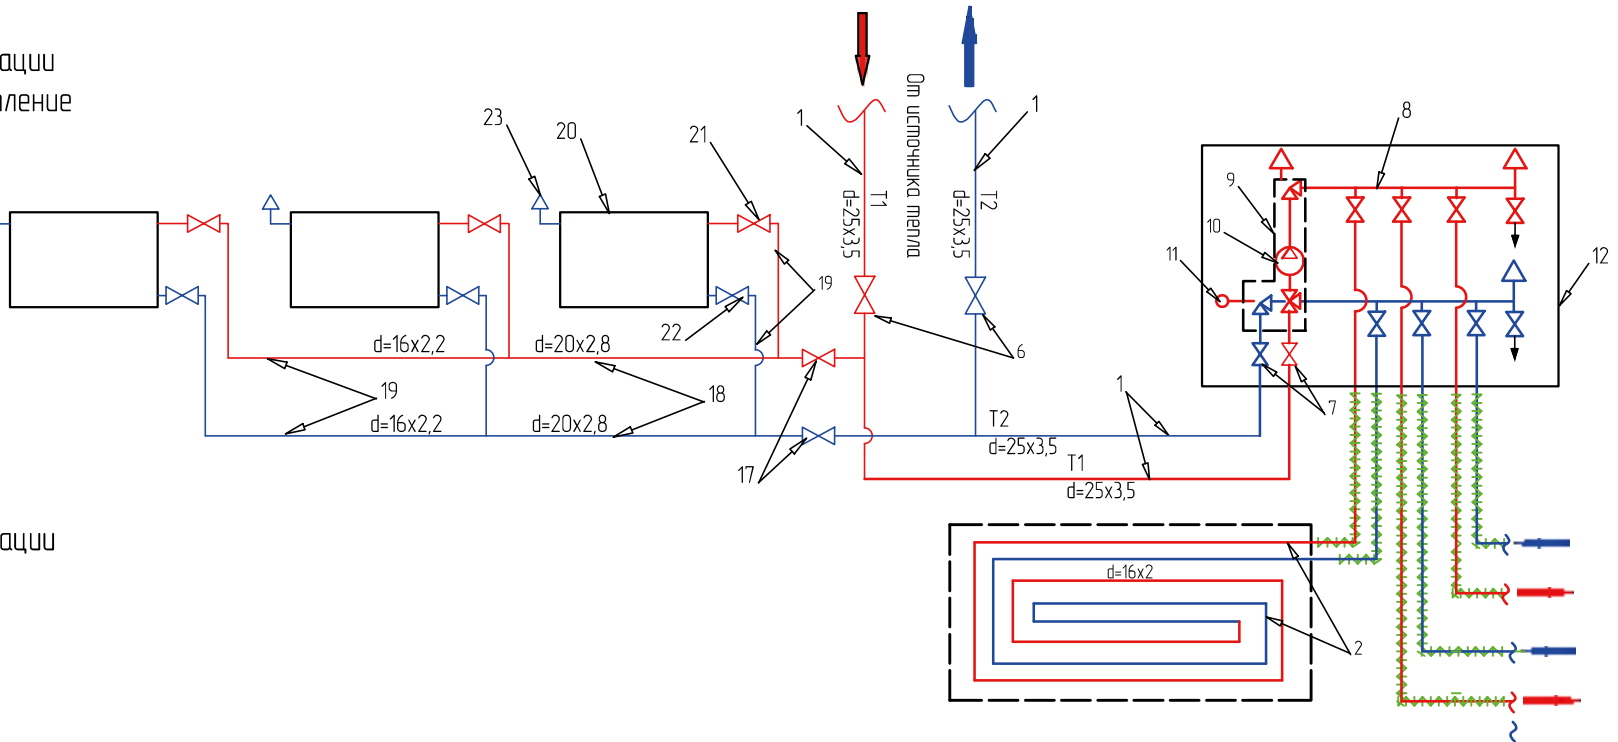 ации
ление
23
20
21
1
От источника тепла
1
8
T1
d=25x3,5
T2
d=25x3,5
9
10
11
12
19
22
6
d=16x2,2
d=20x2,8
19
18
7
d=16x2,2
d=20x2,8
1
T2
d=25x3,5
17
T1
d=25x3,5
ации
d=16x2
2